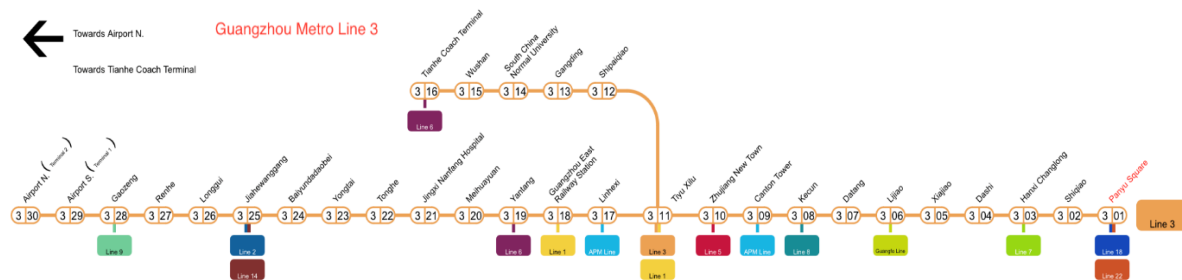 Guangzhou Metro Line 3
Towards Airport N.
Towards Tianhe Coach Terminal
Tianhe Coach Terminal
Wushan
South China
Normal University
Gangding
Shipaiqiao
3 16
3 15
3 14
3 13
3 12
Line 6
Airport N. (Terminal 2)
Airport S. (Terminal 1)
Gaozeng
Renhe
Longgui
Jiahewanggang
Baiyundadaobei
Yongtai
Tonghe
Jingxi Nanfang Hospital
Meihuayuan
Yantang
Guangzhou East
Railway Station
Linhexi
Tiyu Xilu
Zhujiang New Town
Canton Tower
Kecun
Datang
Lijiao
Xiajiao
Dashi
Hanxi Changlong
Shiqiao
Panyu Square
3 30
3 29
3 28
3 27
3 26
3 25
3 24
3 23
3 22
3 21
3 20
3 19
3 18
3 17
3 11
3 10
3 09
3 08
3 07
3 06
3 05
3 04
3 03
3 02
3 01
Line 3
Line 9
Line 2
Line 14
Line 6
Line 1
APM Line
Line 3
Line 1
Line 5
APM Line
Line 8
Guangfo Line
Line 7
Line 18
Line 22